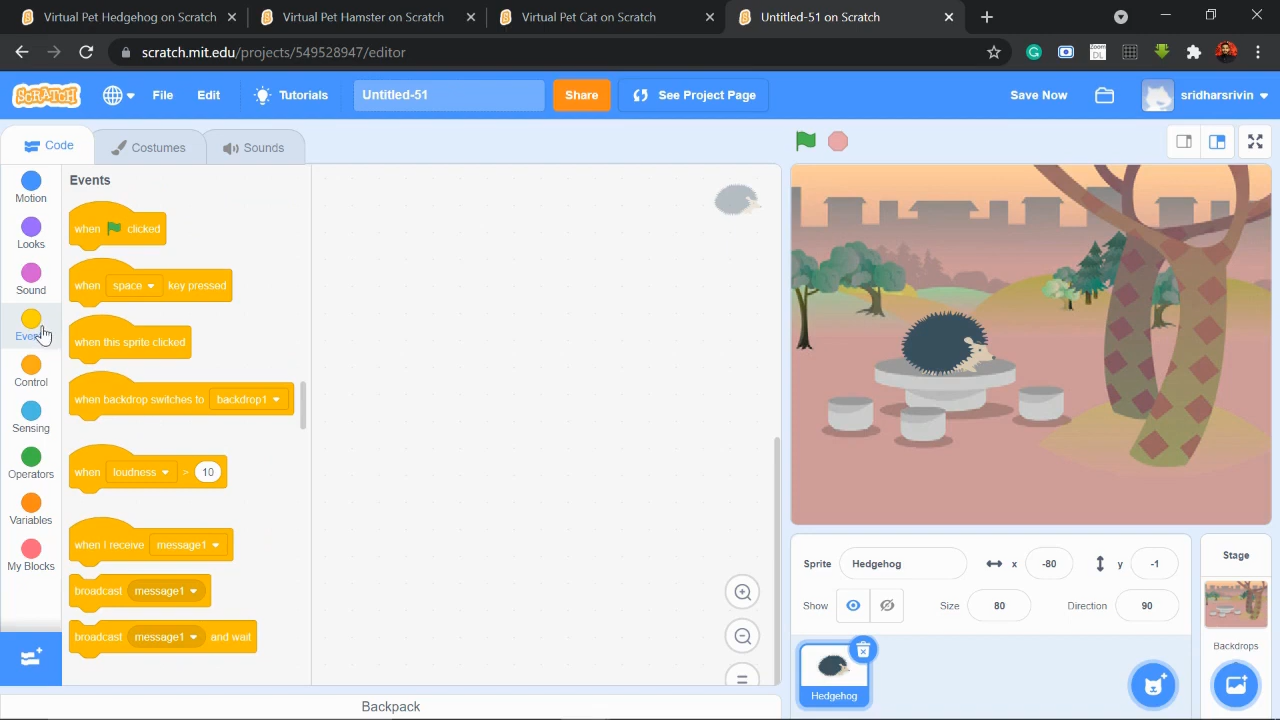 Virtual Pet Hedgehog on Scratch
Virtual Pet Hamster on Scratch
Virtual Pet Cat on Scratch
Untitled-51 on Scratch
scratch.mit.edu/projects/549528947/editor
Zoom
DL
SCRATCH
File
Edit
Tutorials
Untitled-51
Share
See Project Page
Save Now
sridharsrivin
Code
Costumes
Sounds
Motion
Looks
Sound
Control
Sensing
Operators
Variables
My Blocks
Events
when clicked
when space key pressed
when this sprite clicked
when backdrop switches to backdrop1
when loudness > 10
when I receive message1
broadcast message1
broadcast message1 and wait
Sprite Hedgehog x -80 y -1
Show Size 80 Direction 90
Hedgehog
Stage
Backdrops
Backpack